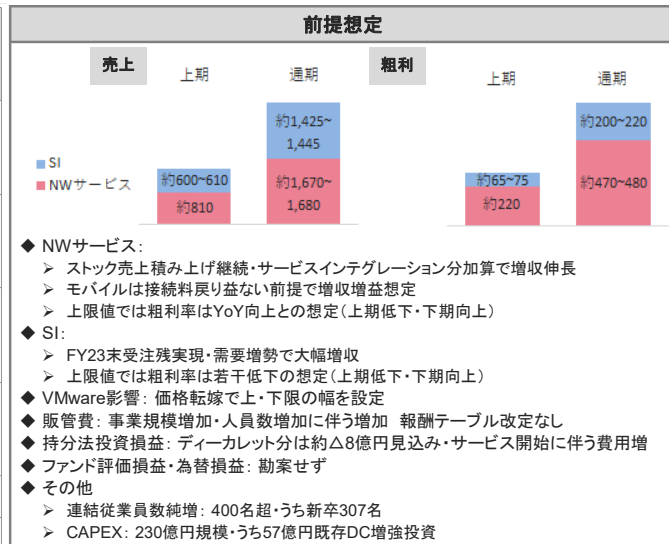 前提想定
売上
上期
通期
粗利
上期
通期
約1,425~
1,445
約200~220
SI
NWサービス
約600~610
約1,670~
1,680
約65~75
約470~480
約810
約220
◆ NWサービス:
➢ ストック売上積み上げ継続・サービスインテグレーション分加算で増収伸長
➢ モバイルは接続料戻り益ない前提で増収増益想定
➢ 上限値では粗利率はYoY向上との想定(上期低下・下期向上)
◆ SI:
➢ FY23末受注残実現・需要増勢で大幅増収
➢ 上限値では粗利率は若干低下の想定(上期低下・下期向上)
◆ VMware影響: 価格転嫁で上・下限の幅を設定
◆ 販管費: 事業規模増加・人員数増加に伴う増加 報酬テーブル改定なし
◆ 持分法投資損益: ディーカレット分は約△8億円見込み・サービス開始に伴う費用増
◆ ファンド評価損益・為替損益: 勘案せず
◆ その他
➢ 連結従業員数純増: 400名超・うち新卒307名
➢ CAPEX: 230億円規模・うち57億円既存DC増強投資